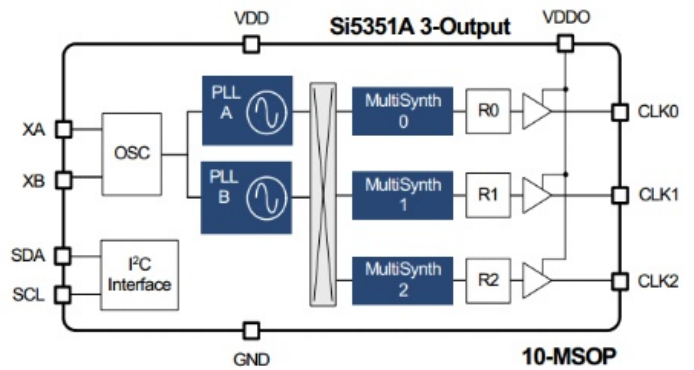 VDD
Si5351A 3-Output
VDDO
XA
XB
OSC
PLL
A
PLL
B
MultiSynth
0
R0
CLK0
MultiSynth
1
R1
CLK1
MultiSynth
2
R2
CLK2
SDA
SCL
I²C
Interface
GND
10-MSOP